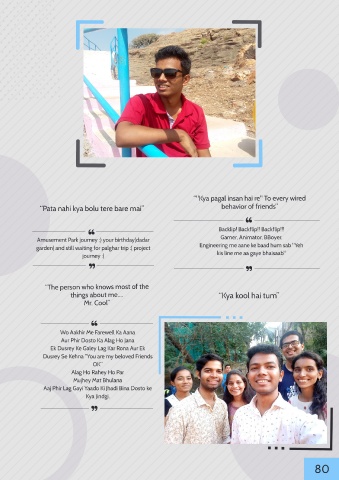 "Pata nahi kya bolu tere bare mai"
Amusement Park journey :) your birthday(dadar
garden) and still waiting for palghar trip :( project
journey :)
"The person who knows most of the
things about me....
Mr. Cool"
Wo Aakhir Me Farewell Ka Aana
Aur Phir Dosto Ka Alag Ho Jana
Ek Dusrey Ke Galey Lag Kar Rona Aur Ek
Dusrey Se Kehna "You are my beloved Friends
OK"
Alag Ho Rahey Ho Par
Mujhey Mat Bhulana
Aaj Phir Lag Gayi Yaado Ki Jhadi Bina Dosto ke
Kya Jindgi.
"'Kya pagal insan hai re" To every wired
behavior of friends"
Backlip! Backflip!! Backflip!!!
Gamer, Animator, BBoyer.
Engineering me aane ke baad hum sab "Yeh
kis line me aa gaye bhaisaab"
"Kya kool hai tum"
80